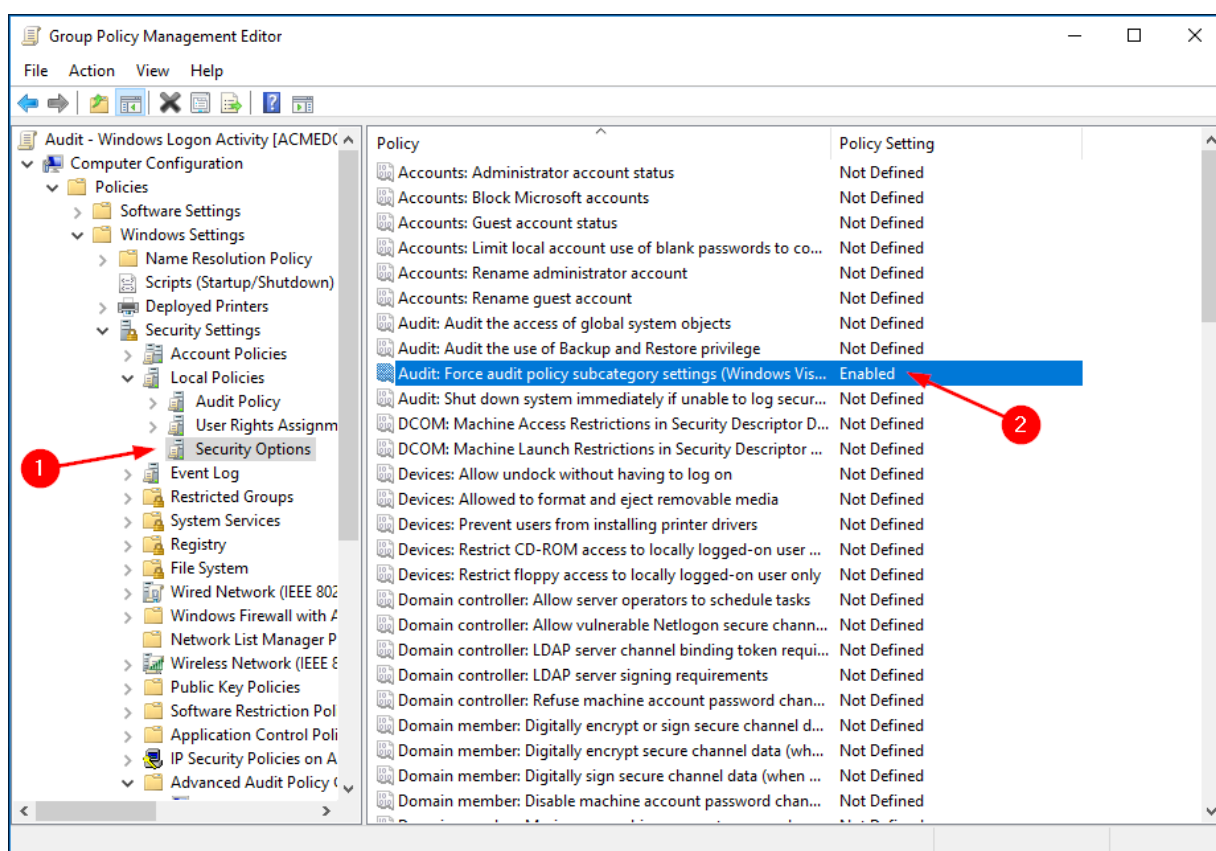 Group Policy Management Editor
File Action View Help
Audit - Windows Logon Activity [ACMEDC
Computer Configuration
Policies
Software Settings
Windows Settings
Name Resolution Policy
Scripts (Startup/Shutdown)
Deployed Printers
Security Settings
Account Policies
Local Policies
Audit Policy
User Rights Assignm
Security Options
Event Log
Restricted Groups
System Services
Registry
File System
Wired Network (IEEE 802
Windows Firewall with A
Network List Manager P
Wireless Network (IEEE 8
Public Key Policies
Software Restriction Pol
Application Control Poli
IP Security Policies on A
Advanced Audit Policy C
1
Policy Policy Setting
Accounts: Administrator account status Not Defined
Accounts: Block Microsoft accounts Not Defined
Accounts: Guest account status Not Defined
Accounts: Limit local account use of blank passwords to co... Not Defined
Accounts: Rename administrator account Not Defined
Accounts: Rename guest account Not Defined
Audit: Audit the access of global system objects Not Defined
Audit: Audit the use of Backup and Restore privilege Not Defined
Audit: Force audit policy subcategory settings (Windows Vis... Enabled
Audit: Shut down system immediately if unable to log secur... Not Defined
DCOM: Machine Access Restrictions in Security Descriptor D... Not Defined
2
DCOM: Machine Launch Restrictions in Security Descriptor ... Not Defined
Devices: Allow undock without having to log on Not Defined
Devices: Allowed to format and eject removable media Not Defined
Devices: Prevent users from installing printer drivers Not Defined
Devices: Restrict CD-ROM access to locally logged-on user ... Not Defined
Devices: Restrict floppy access to locally logged-on user only Not Defined
Domain controller: Allow server operators to schedule tasks Not Defined
Domain controller: Allow vulnerable Netlogon secure chann... Not Defined
Domain controller: LDAP server channel binding token requi... Not Defined
Domain controller: LDAP server signing requirements Not Defined
Domain controller: Refuse machine account password chan... Not Defined
Domain member: Digitally encrypt or sign secure channel d... Not Defined
Domain member: Digitally encrypt secure channel data (wh... Not Defined
Domain member: Digitally sign secure channel data (when ... Not Defined
Domain member: Disable machine account password chan... Not Defined